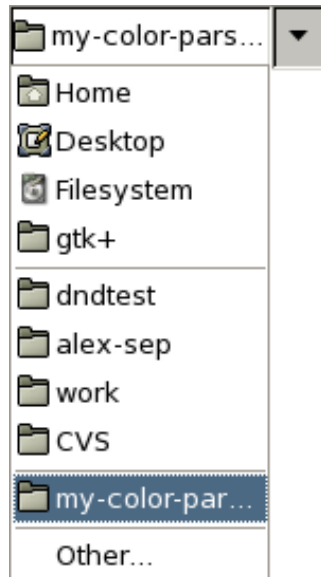 my-color-pars...
Home
Desktop
Filesystem
gtk+
dndtest
alex-sep
work
CVS
my-color-par...
Other...